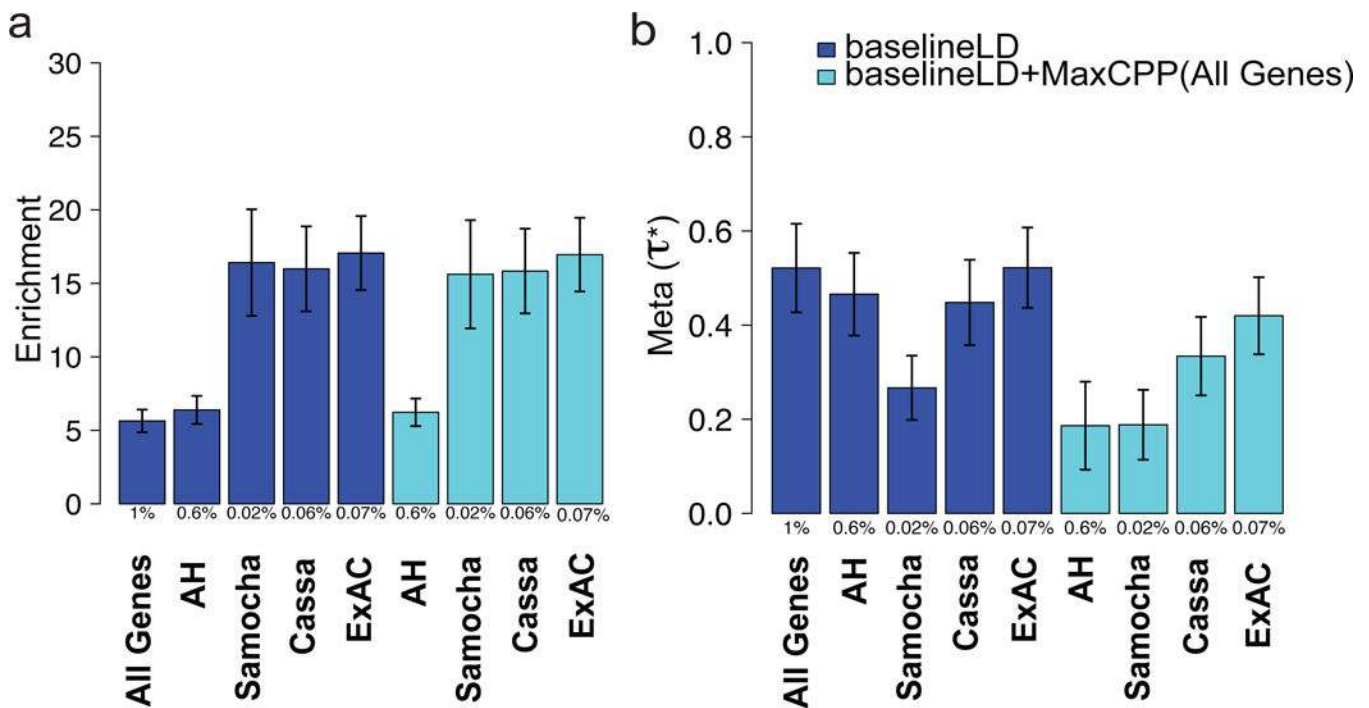 a
Enrichment
30
25
20
15
10
5
0
1% 0.6% 0.02% 0.06% 0.07% 0.6% 0.02% 0.06% 0.07%
All Genes AH Samocha Cassa ExAC AH Samocha Cassa ExAC
b
baselineLD
baselineLD+MaxCPP(All Genes)
Meta (τ*)
1.0
0.8
0.6
0.4
0.2
0.0
1% 0.6% 0.02% 0.06% 0.07% 0.6% 0.02% 0.06% 0.07%
All Genes AH Samocha Cassa ExAC AH Samocha Cassa ExAC